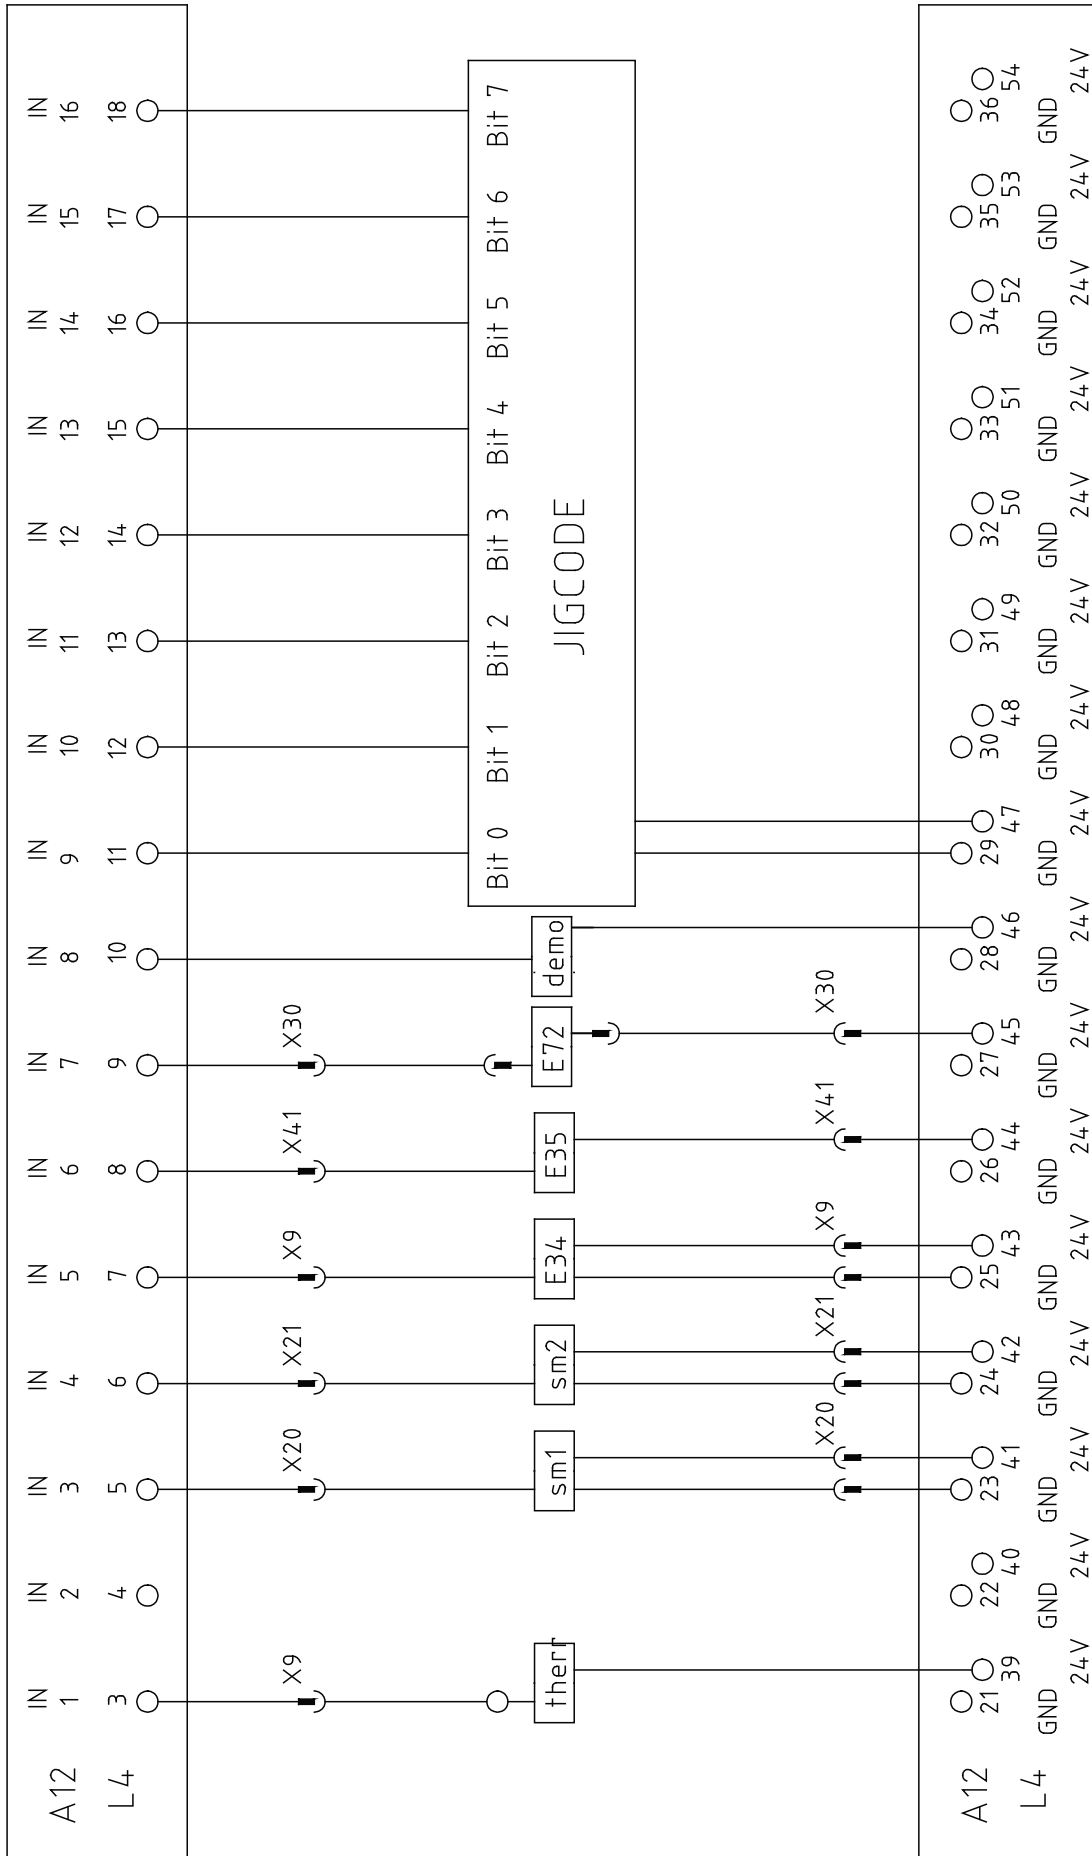 A12
L4
IN 1 3
IN 2 4
IN 3 5
IN 4 6
IN 5 7
IN 6 8
IN 7 9
IN 8 10
IN 9 11
IN 10 12
IN 11 13
IN 12 14
IN 13 15
IN 14 16
IN 15 17
IN 16 18
X9
X20
X21
X9
X41
X30
therr
sm1
sm2
E34
E35
E72
demo
Bit 0
Bit 1
Bit 2
Bit 3
Bit 4
Bit 5
Bit 6
Bit 7
JIGCODE
X20
X21
X9
X41
X30
A12
L4
21 39 GND 24V
22 40 GND 24V
23 41 GND 24V
24 42 GND 24V
25 43 GND 24V
26 44 GND 24V
27 45 GND 24V
28 46 GND 24V
29 47 GND 24V
30 48 GND 24V
31 49 GND 24V
32 50 GND 24V
33 51 GND 24V
34 52 GND 24V
35 53 GND 24V
36 54 GND 24V